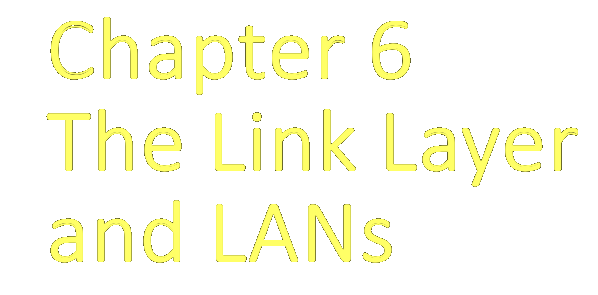 Chapter 6
The Link Layer
and LANs